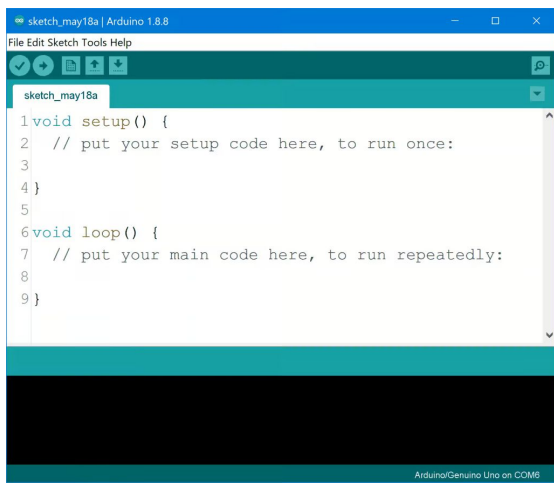 sketch_may18a | Arduino 1.8.8
File Edit Sketch Tools Help
sketch_may18a
1 void setup() {
2   // put your setup code here, to run once:
3
4 }
5
6 void loop() {
7   // put your main code here, to run repeatedly:
8
9 }
Arduino/Genuino Uno on COM6